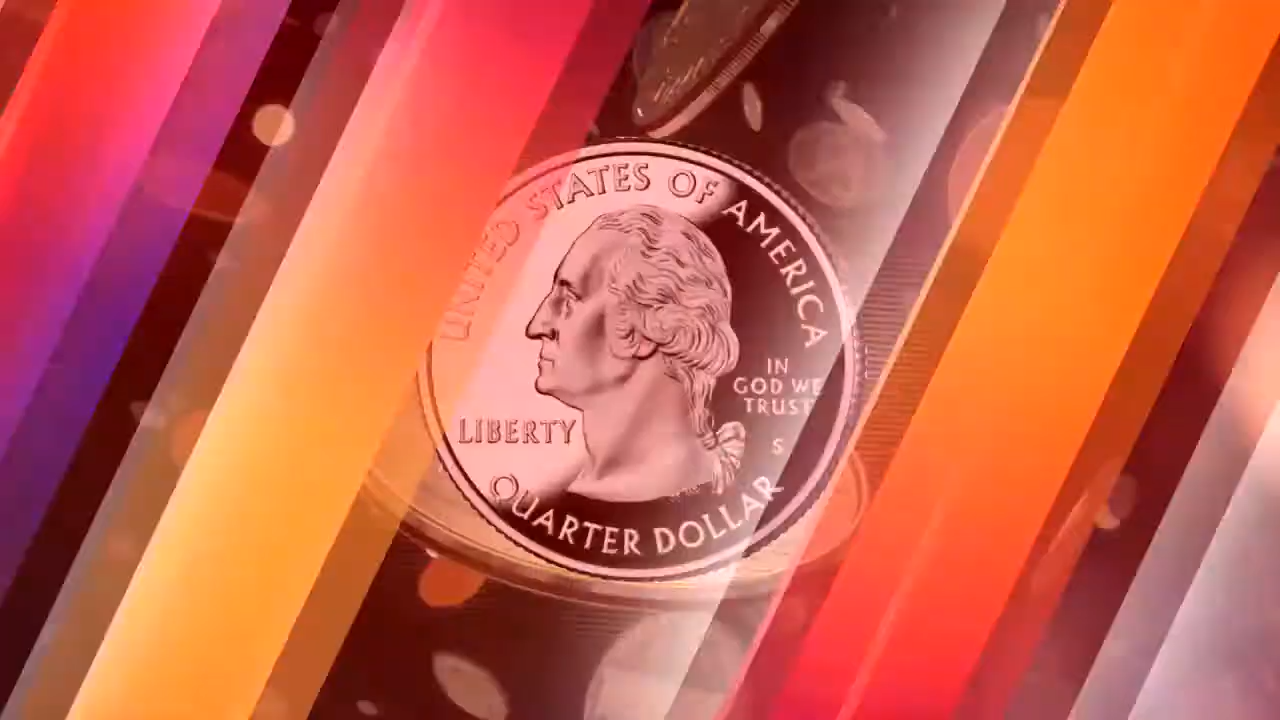 UNITED STATES OF AMERICA
LIBERTY
IN
GOD WE
TRUST
S
QUARTER DOLLAR